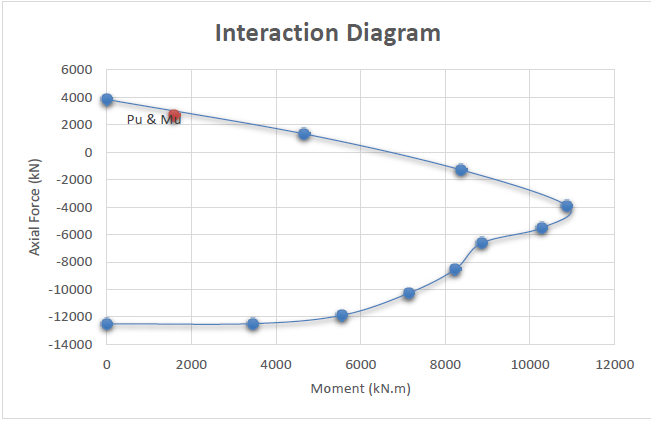 Interaction Diagram
6000
4000
2000
0
-2000
-4000
-6000
-8000
-10000
-12000
-14000
Axial Force (kN)
Pu & Mu
0 2000 4000 6000 8000 10000 12000
Moment (kN.m)